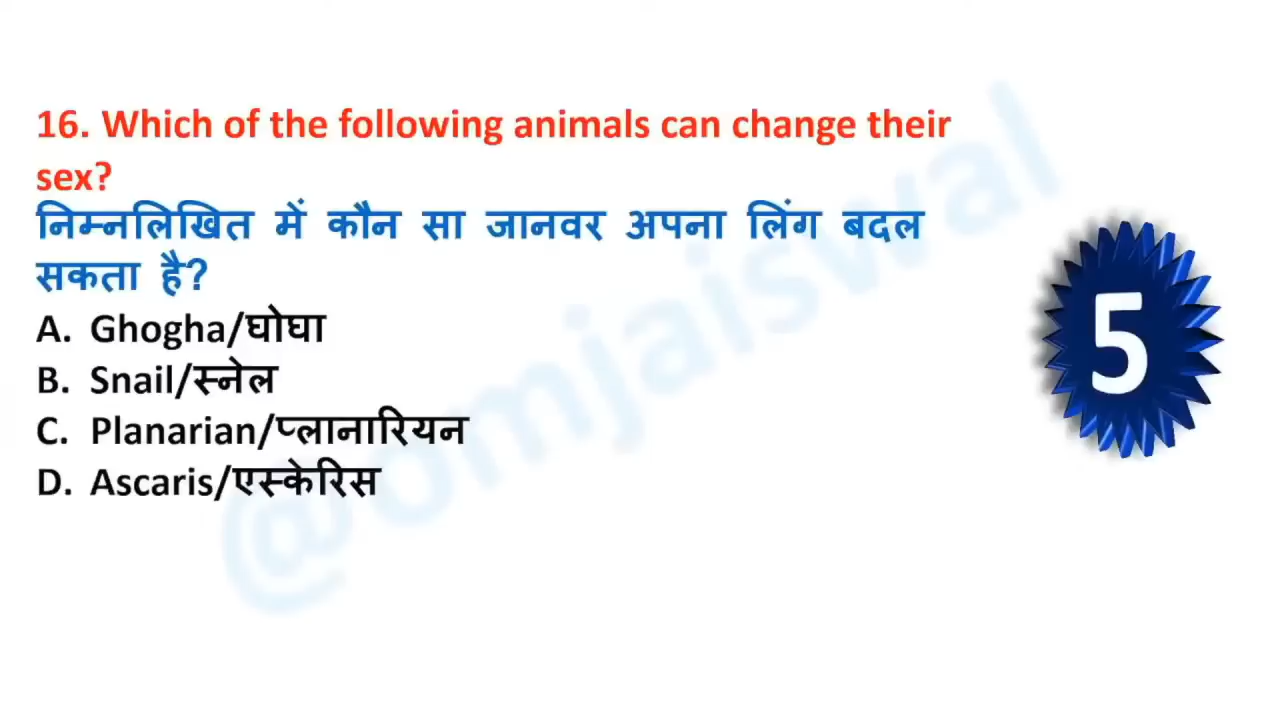 16. Which of the following animals can change their
sex?
निम्नलिखित में कौन सा जानवर अपना लिंग बदल
सकता है?
A. Ghogha/घोघा
B. Snail/स्नेल
C. Planarian/प्लानारियन
D. Ascaris/एस्केरिस
5
@omjaiswal